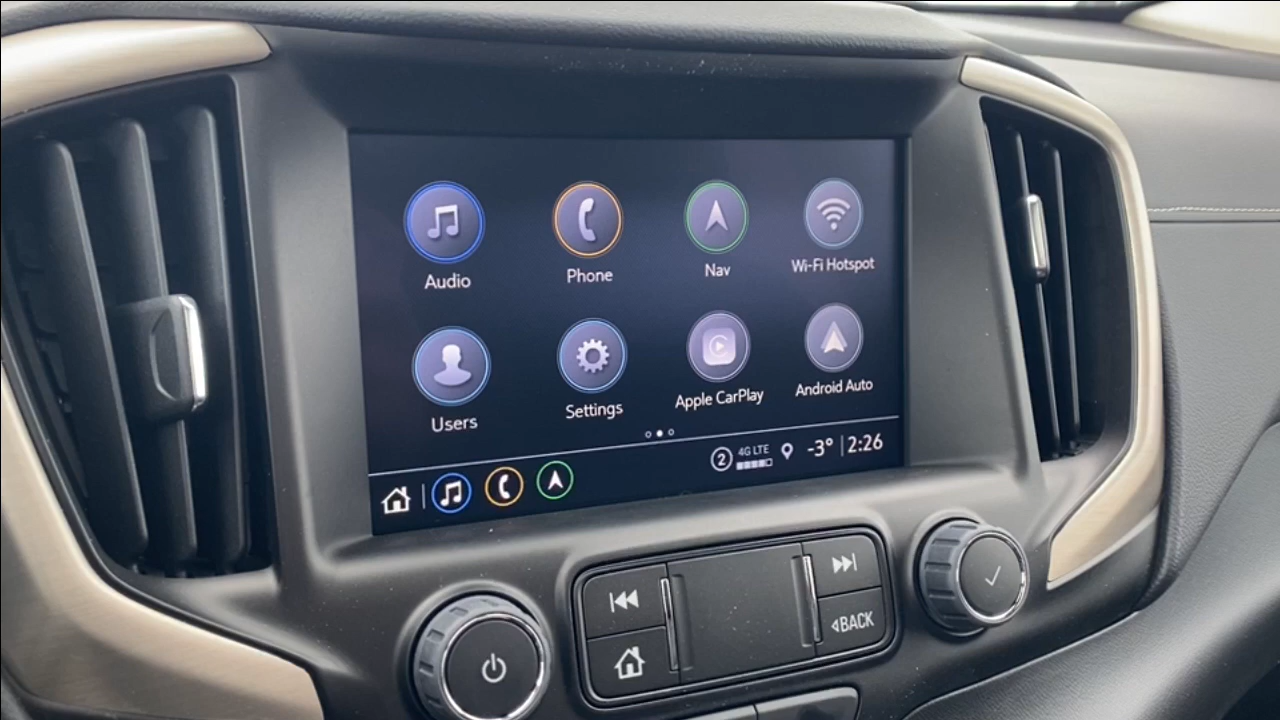 Audio Phone Nav Wi-Fi Hotspot
Users Settings Apple CarPlay Android Auto
2 4G LTE -3° 2:26
BACK